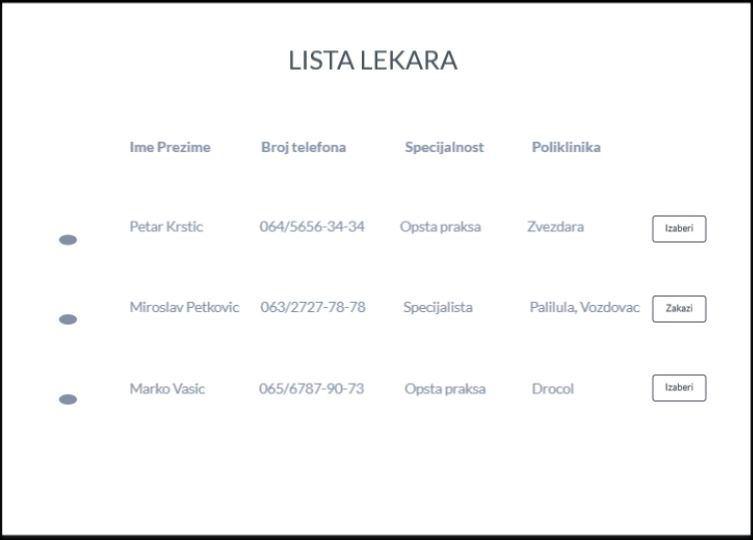 LISTA LEKARA
Ime Prezime Broj telefona Specijalnost Poliklinika
Petar Krstic 064/5656-34-34 Opsta praksa Zvezdara Izaberi
Miroslav Petkovic 063/2727-78-78 Specijalista Palilula, Vozdovac Zakazi
Marko Vasic 065/6787-90-73 Opsta praksa Drocol Izaberi